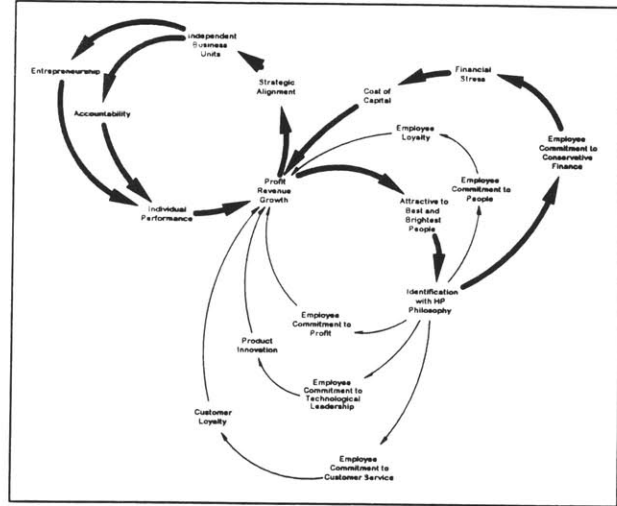 Independent
Business
Units
Entrepreneurship
Strategic
Alignment
Accountability
Individual
Performance
Profit
Revenue
Growth
Cost of
Capital
Financial
Stress
Employee
Loyalty
Employee
Commitment to
Conservative
Finance
Employee
Commitment to
People
Attractive to
Best and
Brightest
People
Identification
with HP
Philosophy
Employee
Commitment to
Profit
Product
Innovation
Employee
Commitment to
Technological
Leadership
Customer
Loyalty
Employee
Commitment to
Customer Service